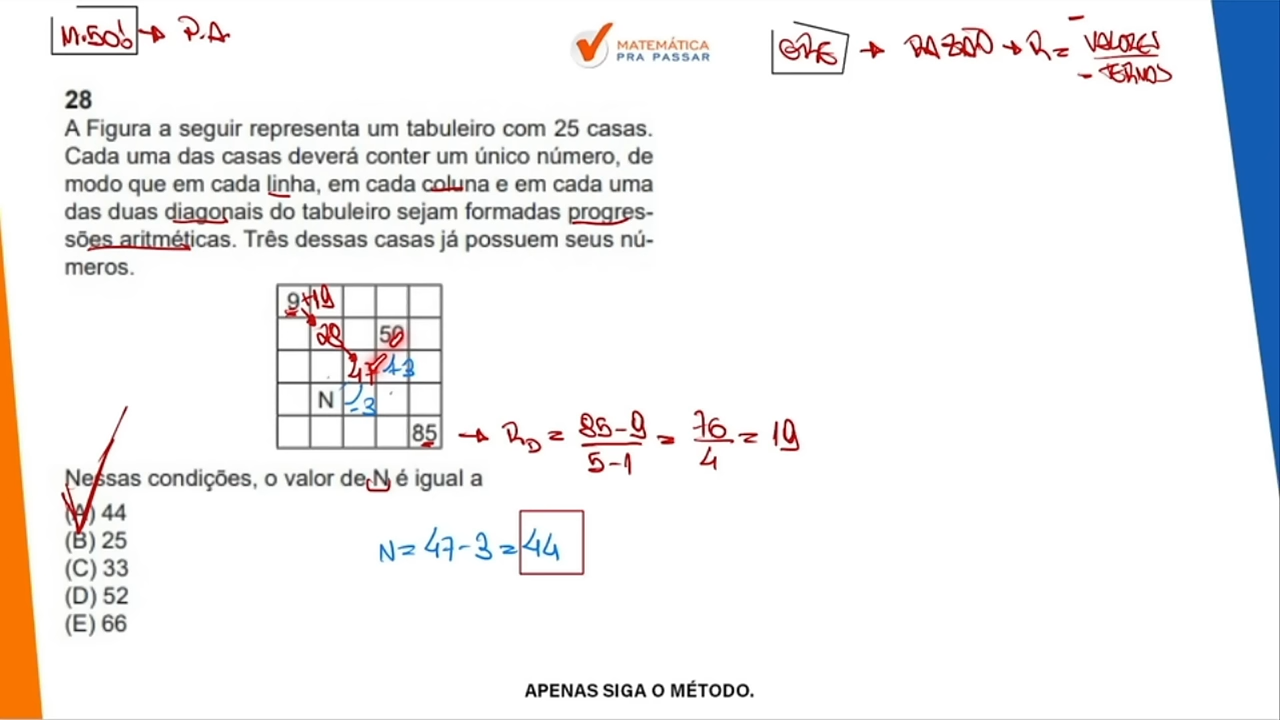 M.50% → P.A
MATEMÁTICA
PRA PASSAR
→ RAZÃO → R = - VALORES
- TERMOS
28
A Figura a seguir representa um tabuleiro com 25 casas.
Cada uma das casas deverá conter um único número, de
modo que em cada linha, em cada coluna e em cada uma
das duas diagonais do tabuleiro sejam formadas progres-
sões aritméticas. Três dessas casas já possuem seus nú-
meros.
9 +19
28 50
47 +3
N -3
85 → RD = 85-9 / 5-1 = 76 / 4 = 19
Nessas condições, o valor de N é igual a
(A) 44
(B) 25
N = 47 - 3 = 44
(C) 33
(D) 52
(E) 66
APENAS SIGA O MÉTODO.